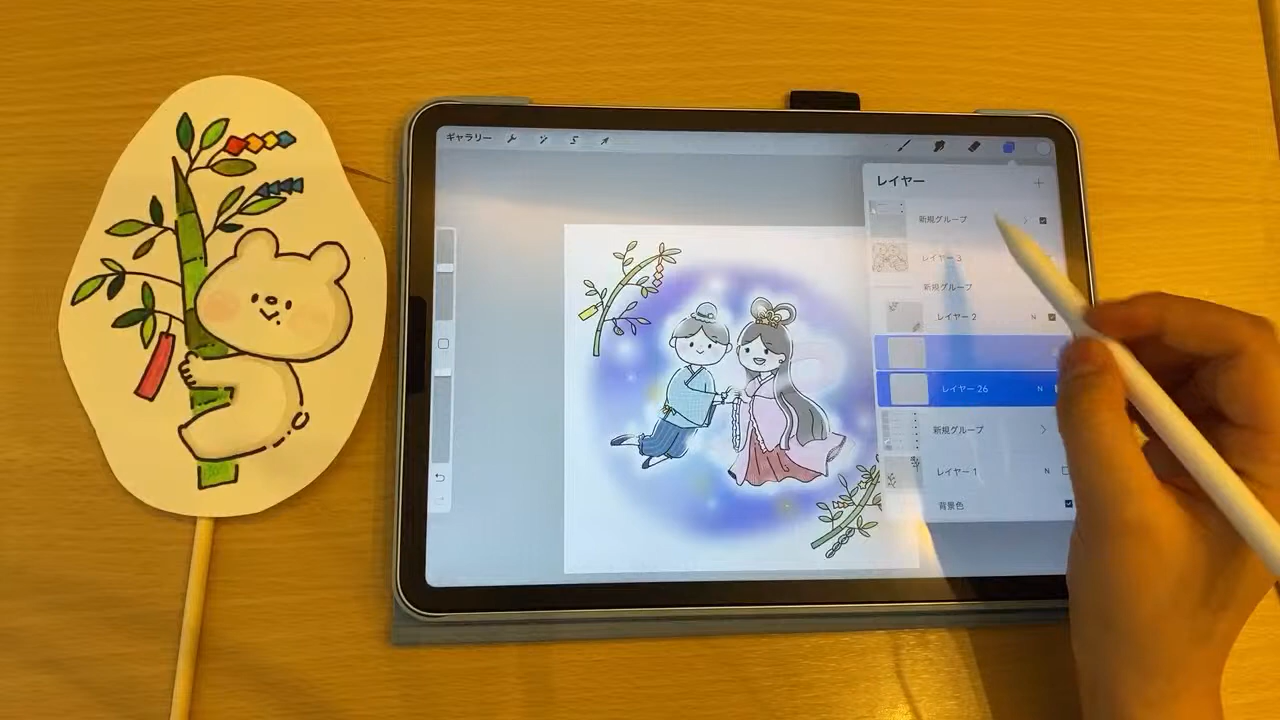 ギャラリー
レイヤー
新規グループ
レイヤー 3
新規グループ
レイヤー 2
N
レイヤー 26
N
新規グループ
レイヤー 1
N
背景色